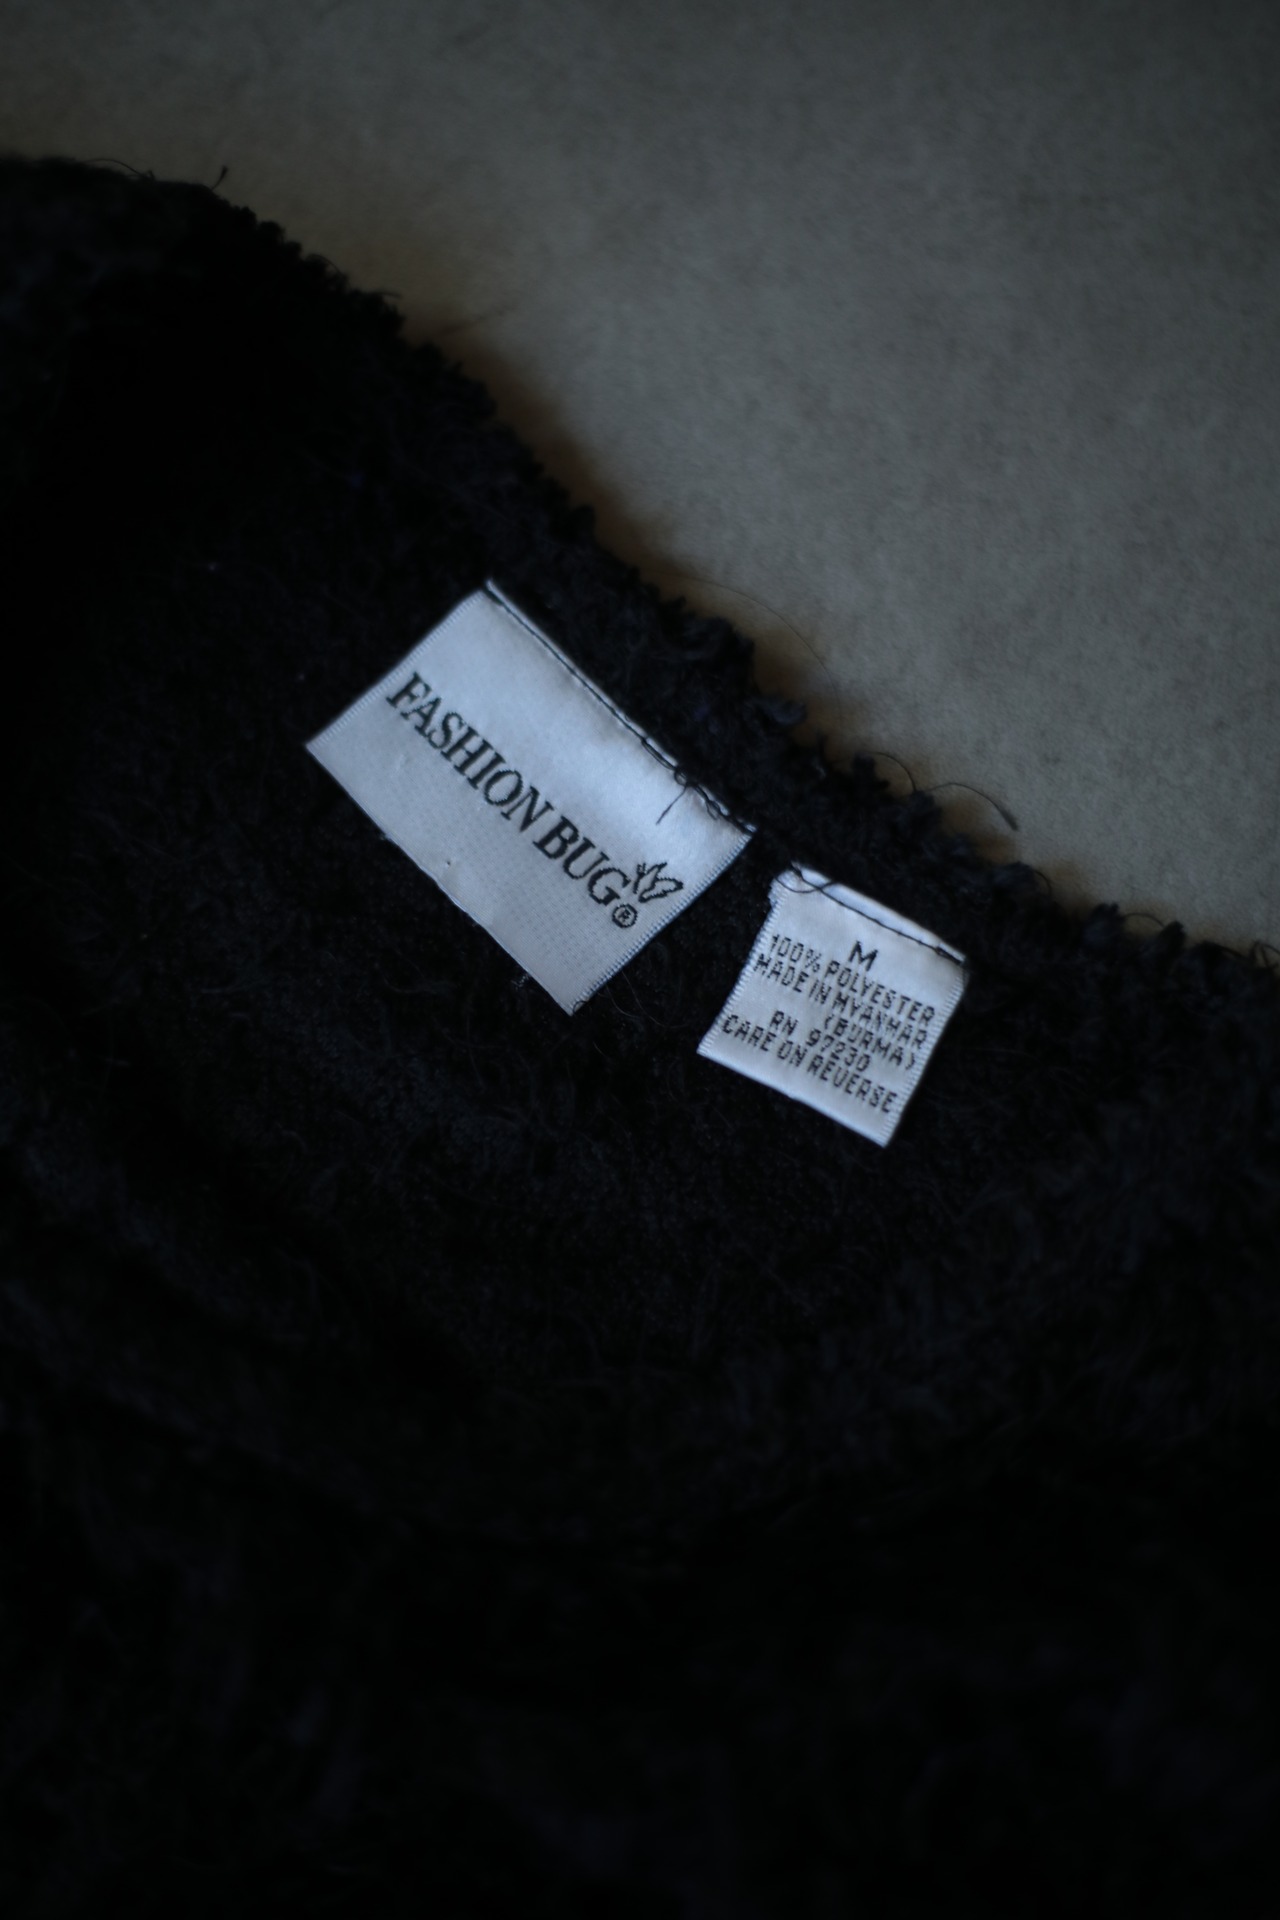 FASHION BUG®
M
100% POLYESTER
MADE IN MYANMAR
(BURMA)
RN 97230
CARE ON REVERSE